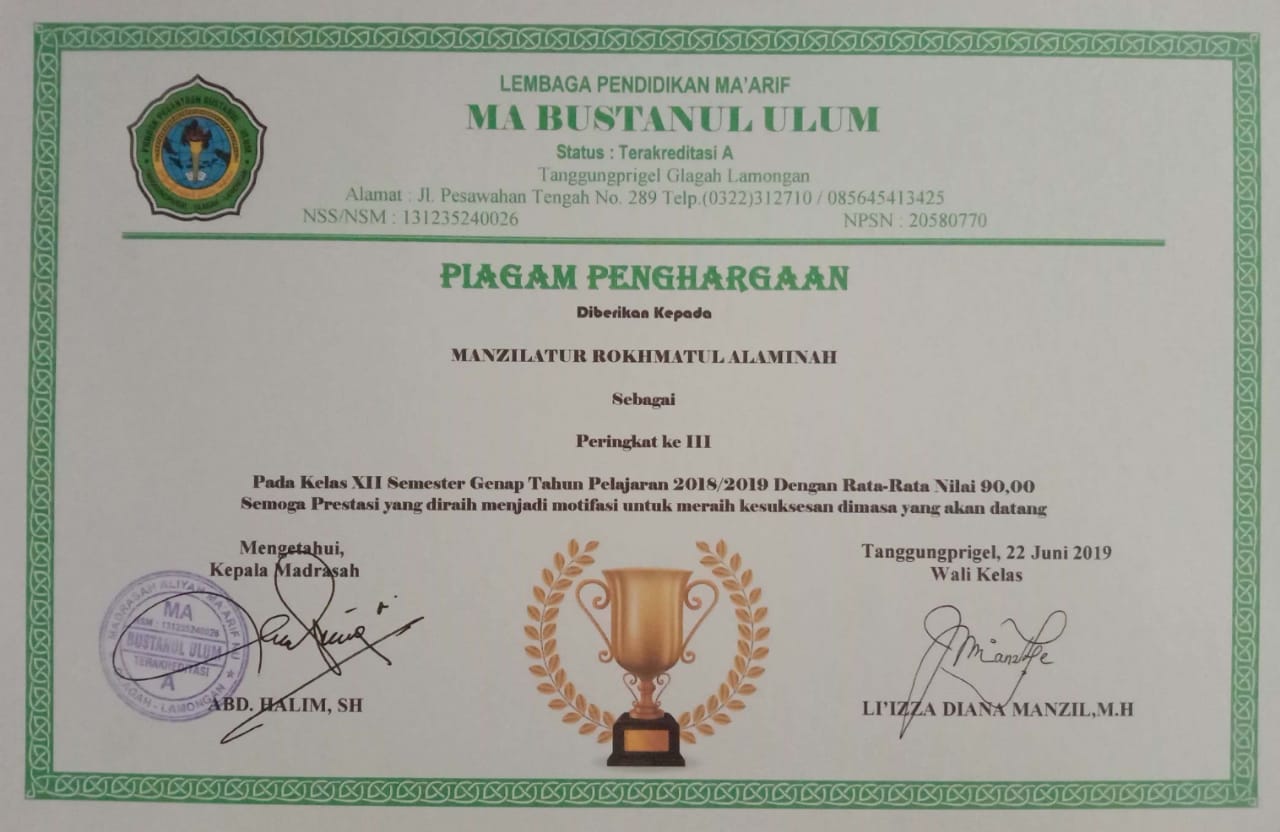 LEMBAGA PENDIDIKAN MA'ARIF
MA BUSTANUL ULUM
Status : Terakreditasi A
Tanggungprigel Glagah Lamongan
Alamat : Jl. Pesawahan Tengah No. 289 Telp.(0322)312710 / 085645413425
NSS/NSM : 131235240026 NPSN : 20580770
PIAGAM PENGHARGAAN
Diberikan Kepada
MANZILATUR ROKHMATUL ALAMINAH
Sebagai
Peringkat ke III
Pada Kelas XII Semester Genap Tahun Pelajaran 2018/2019 Dengan Rata-Rata Nilai 90,00
Semoga Prestasi yang diraih menjadi motifasi untuk meraih kesuksesan dimasa yang akan datang
Mengetahui,
Kepala Madrasah
MADRASAH ALIYAH MA'ARIF NU
MA
NSM : 131235240026
BUSTANUL ULUM
TERAKREDITASI
A
GLAGAH - LAMONGAN
ABD. HALIM, SH
Tanggungprigel, 22 Juni 2019
Wali Kelas
LI'IZZA DIANA MANZIL,M.H